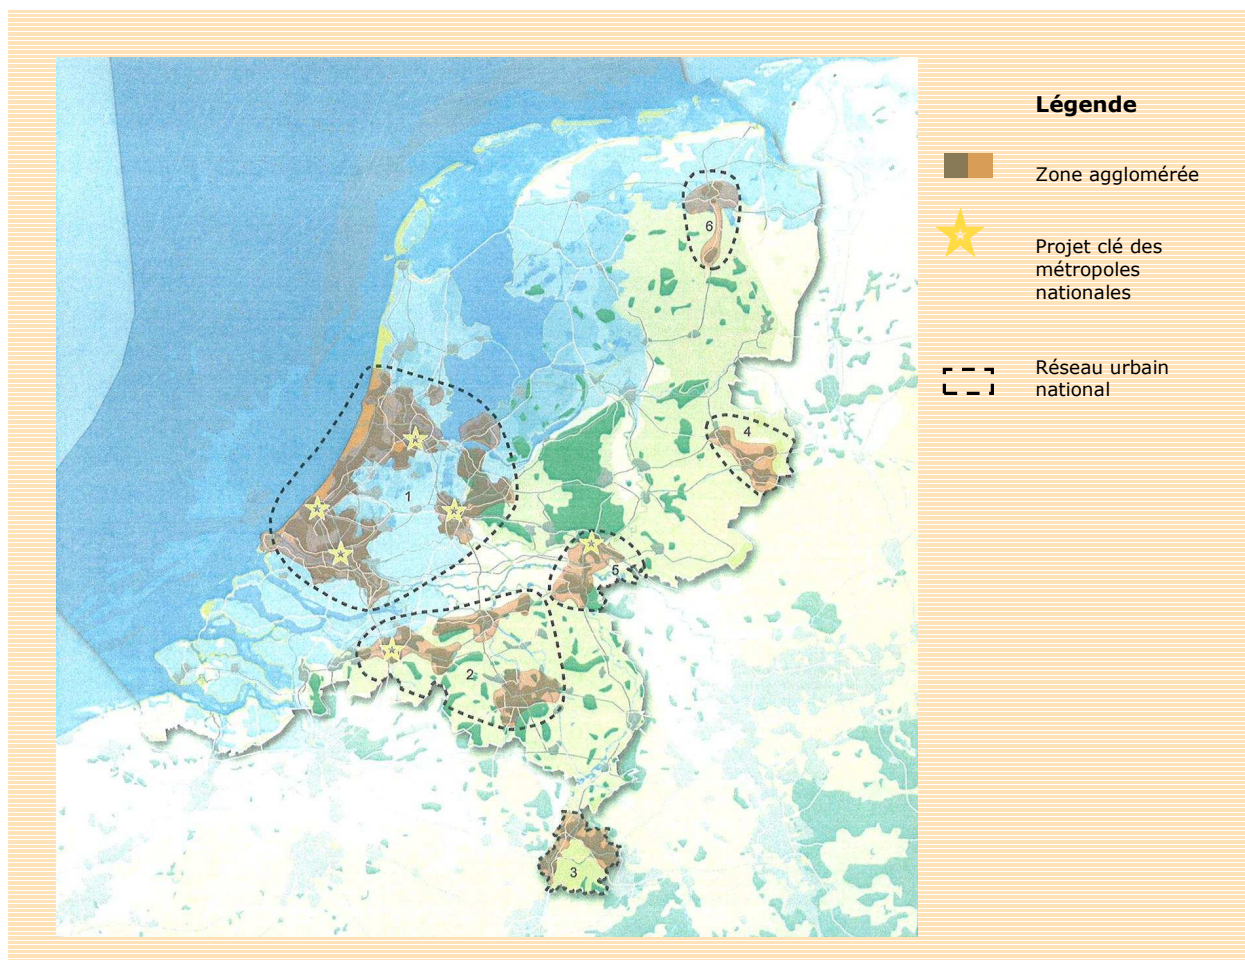 Légende
Zone agglomérée
Projet clé des
métropoles
nationales
Réseau urbain
national
6
4
1
5
2
3